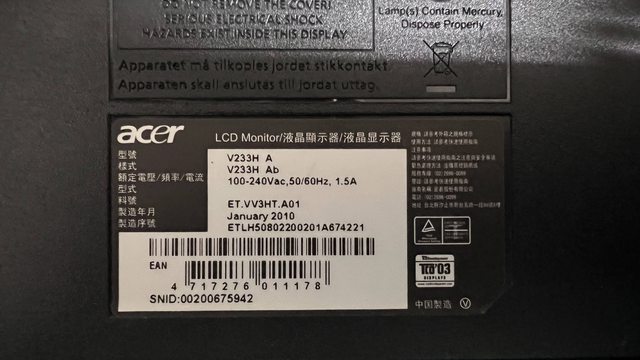 DO NOT REMOVE THE COVER!
SERIOUS ELECTRICAL SHOCK
HAZARDS EXIST INSIDE THIS DISPLAY
Lamp(s) Contain Mercury,
Dispose Properly
Apparatet må tilkoples jordet stikkontakt.
Apparaten skall anslutas till jordat uttag.
acer
LCD Monitor/液晶顯示器/液晶显示器
型號 V233H A
樣式 V233H Ab
額定電壓/頻率/電流 100-240Vac,50/60Hz, 1.5A
型式
料號 ET.VV3HT.A01
製造年月 January 2010
製造序號 ETLH50802200201A674221
EAN
4 717276 011178
SNID:00200675942
TCO'03
DISPLAYS
中国製造 V